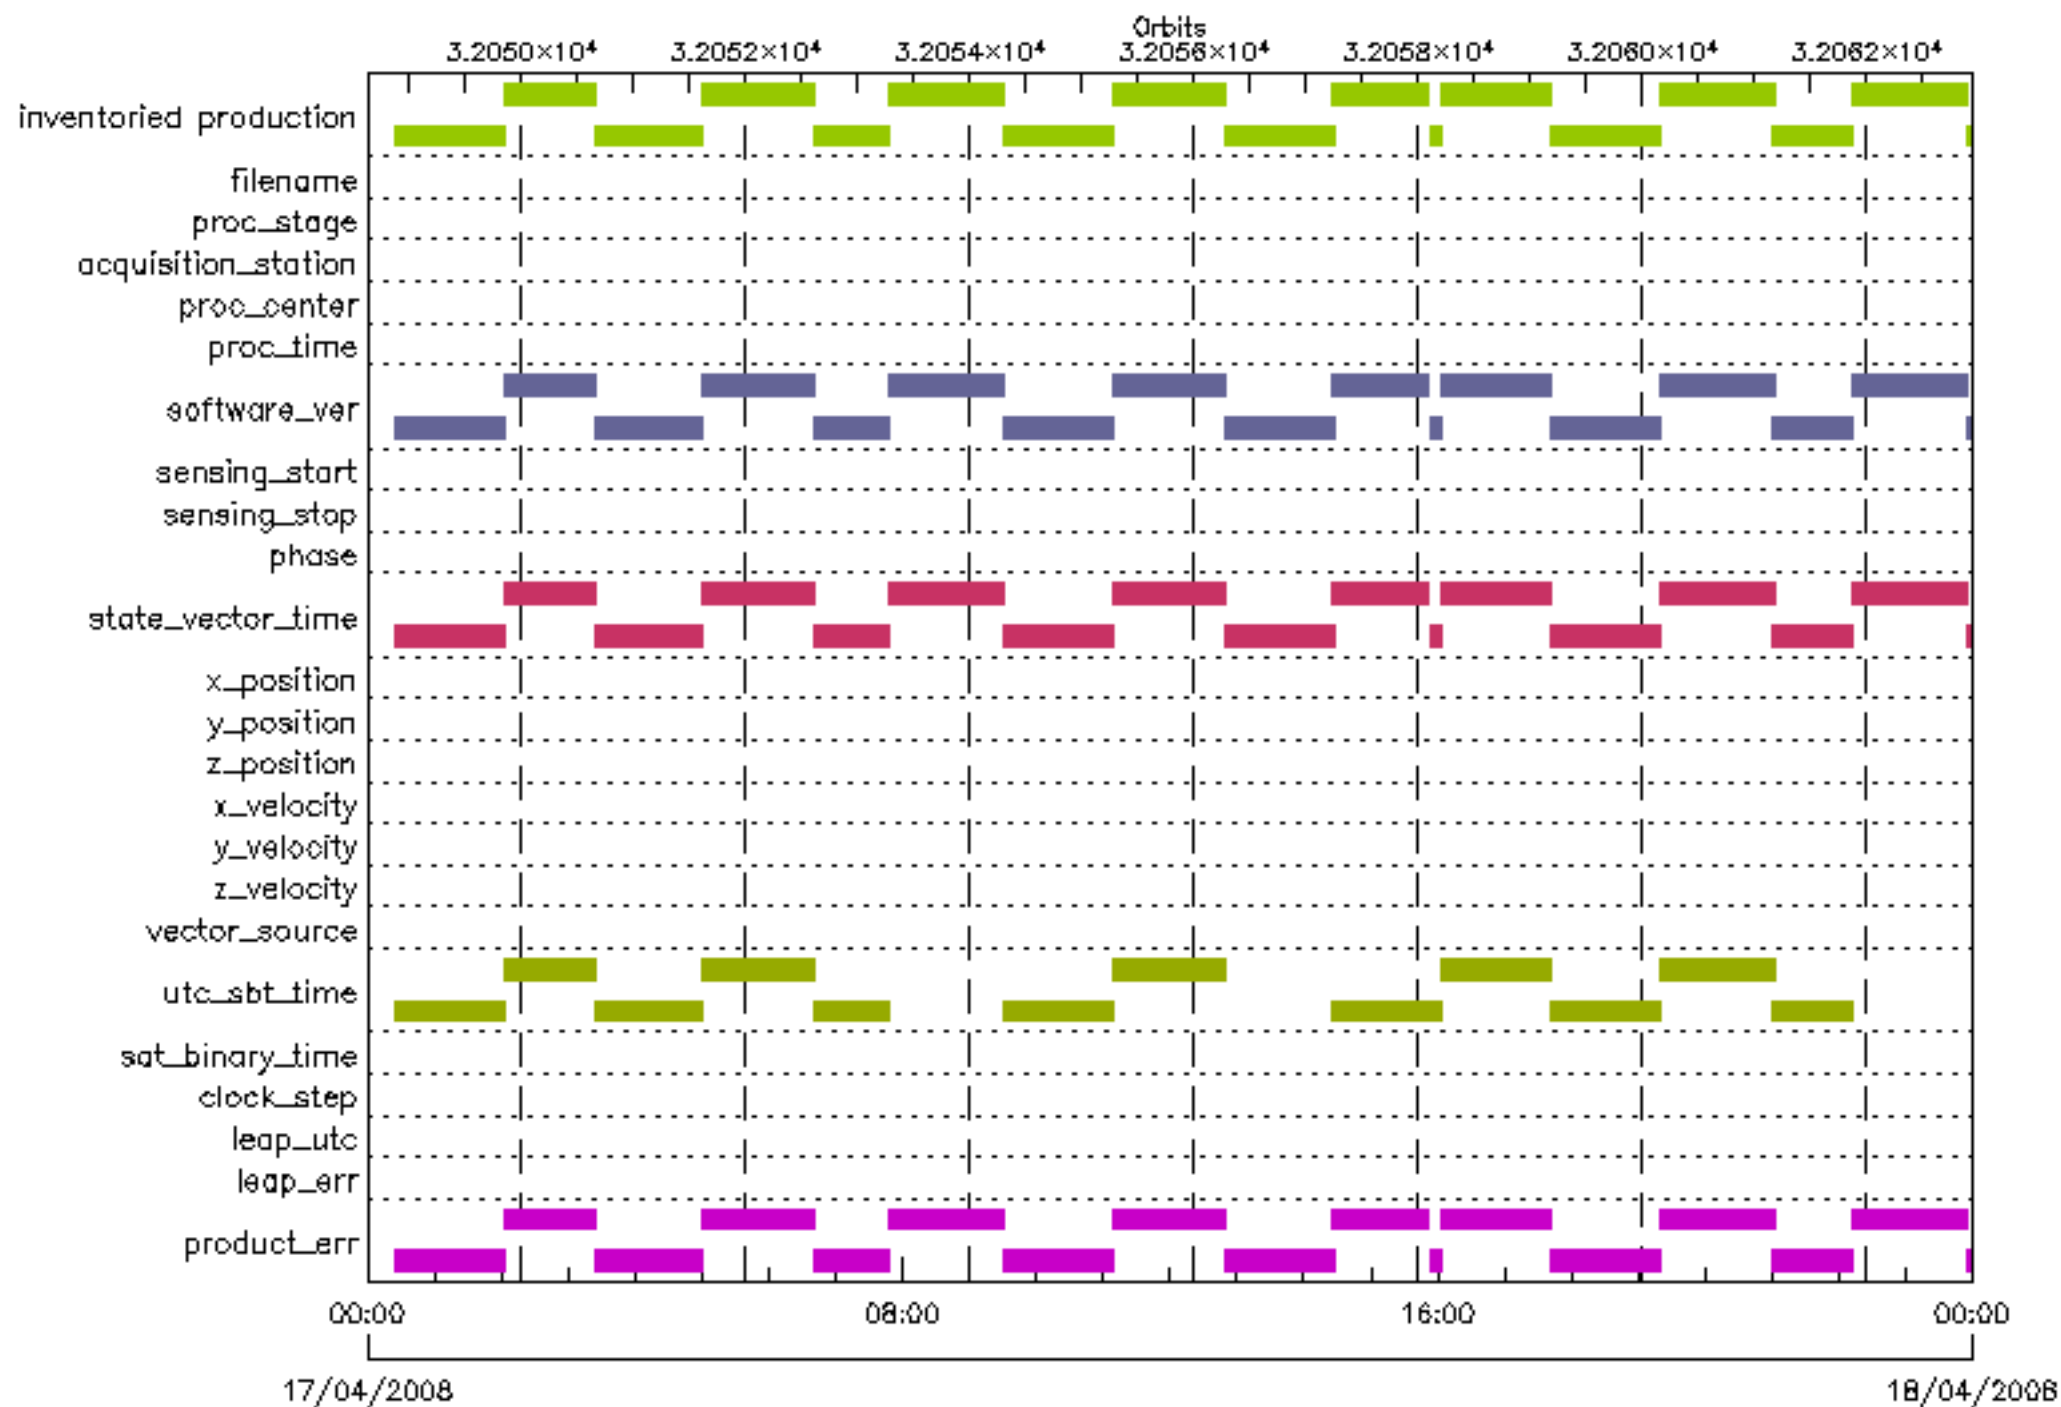 Orbits
3.2050×10⁴ 3.2052×10⁴ 3.2054×10⁴ 3.2056×10⁴ 3.2058×10⁴ 3.2060×10⁴ 3.2062×10⁴
inventoried production
filename
proc_stage
acquisition_station
proc_center
proc_time
software_ver
sensing_start
sensing_stop
phase
state_vector_time
x_position
y_position
z_position
x_velocity
y_velocity
z_velocity
vector_source
utc_sbt_time
sat_binary_time
clock_step
leap_utc
leap_err
product_err
00:00 08:00 16:00 00:00
17/04/2008 18/04/2008